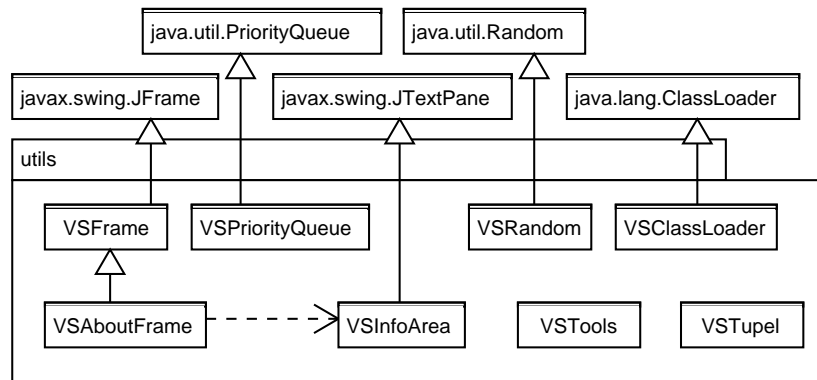 java.util.PriorityQueue
java.util.Random
javax.swing.JFrame
javax.swing.JTextPane
java.lang.ClassLoader
utils
VSFrame
VSPriorityQueue
VSRandom
VSClassLoader
VSAboutFrame
VSInfoArea
VSTools
VSTupel